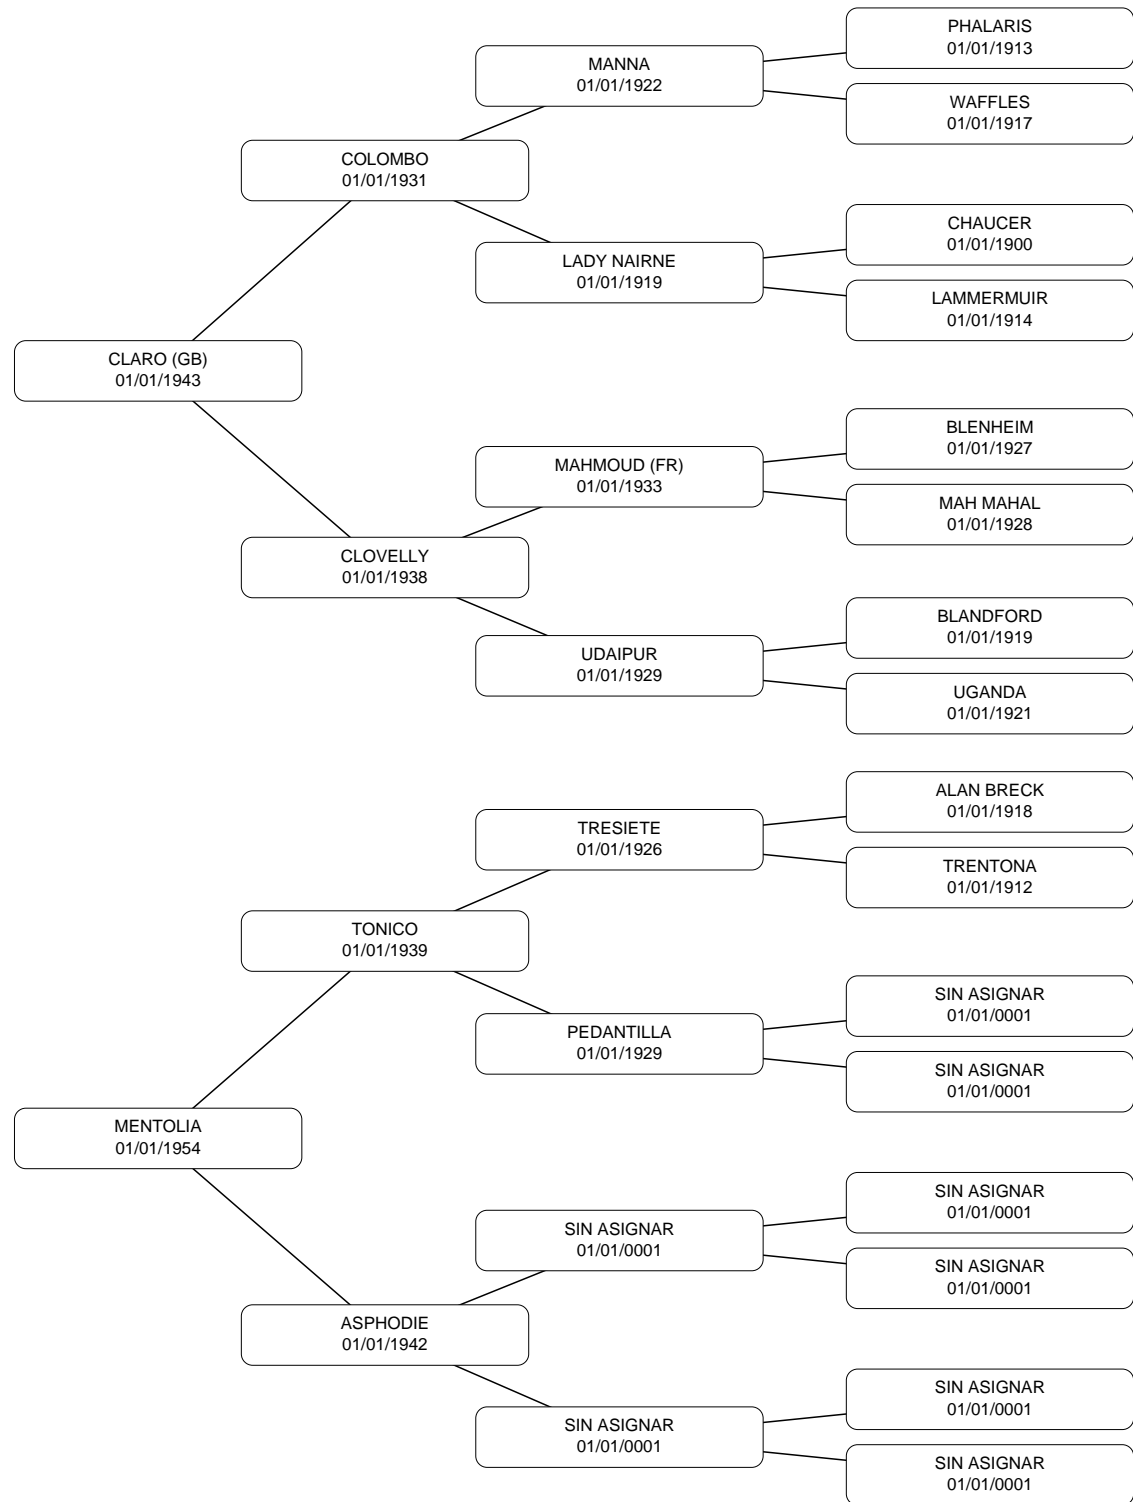 PHALARIS
01/01/1913
MANNA
01/01/1922
WAFFLES
01/01/1917
COLOMBO
01/01/1931
CHAUCER
01/01/1900
LADY NAIRNE
01/01/1919
LAMMERMUIR
01/01/1914
CLARO (GB)
01/01/1943
BLENHEIM
01/01/1927
MAHMOUD (FR)
01/01/1933
MAH MAHAL
01/01/1928
CLOVELLY
01/01/1938
BLANDFORD
01/01/1919
UDAIPUR
01/01/1929
UGANDA
01/01/1921
ALAN BRECK
01/01/1918
TRESIETE
01/01/1926
TRENTONA
01/01/1912
TONICO
01/01/1939
SIN ASIGNAR
01/01/0001
PEDANTILLA
01/01/1929
SIN ASIGNAR
01/01/0001
MENTOLIA
01/01/1954
SIN ASIGNAR
01/01/0001
SIN ASIGNAR
01/01/0001
SIN ASIGNAR
01/01/0001
ASPHODIE
01/01/1942
SIN ASIGNAR
01/01/0001
SIN ASIGNAR
01/01/0001
SIN ASIGNAR
01/01/0001